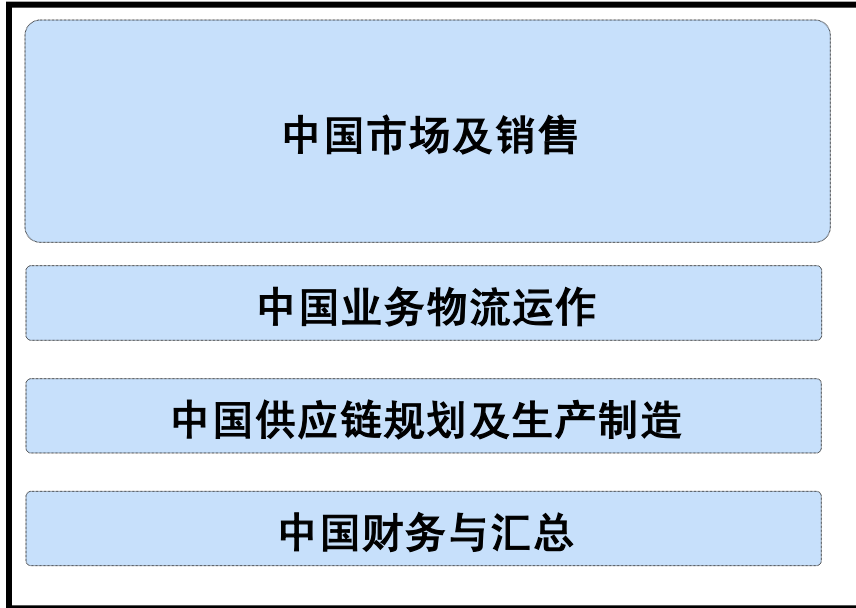 中国市场及销售
中国业务物流运作
中国供应链规划及生产制造
中国财务与汇总